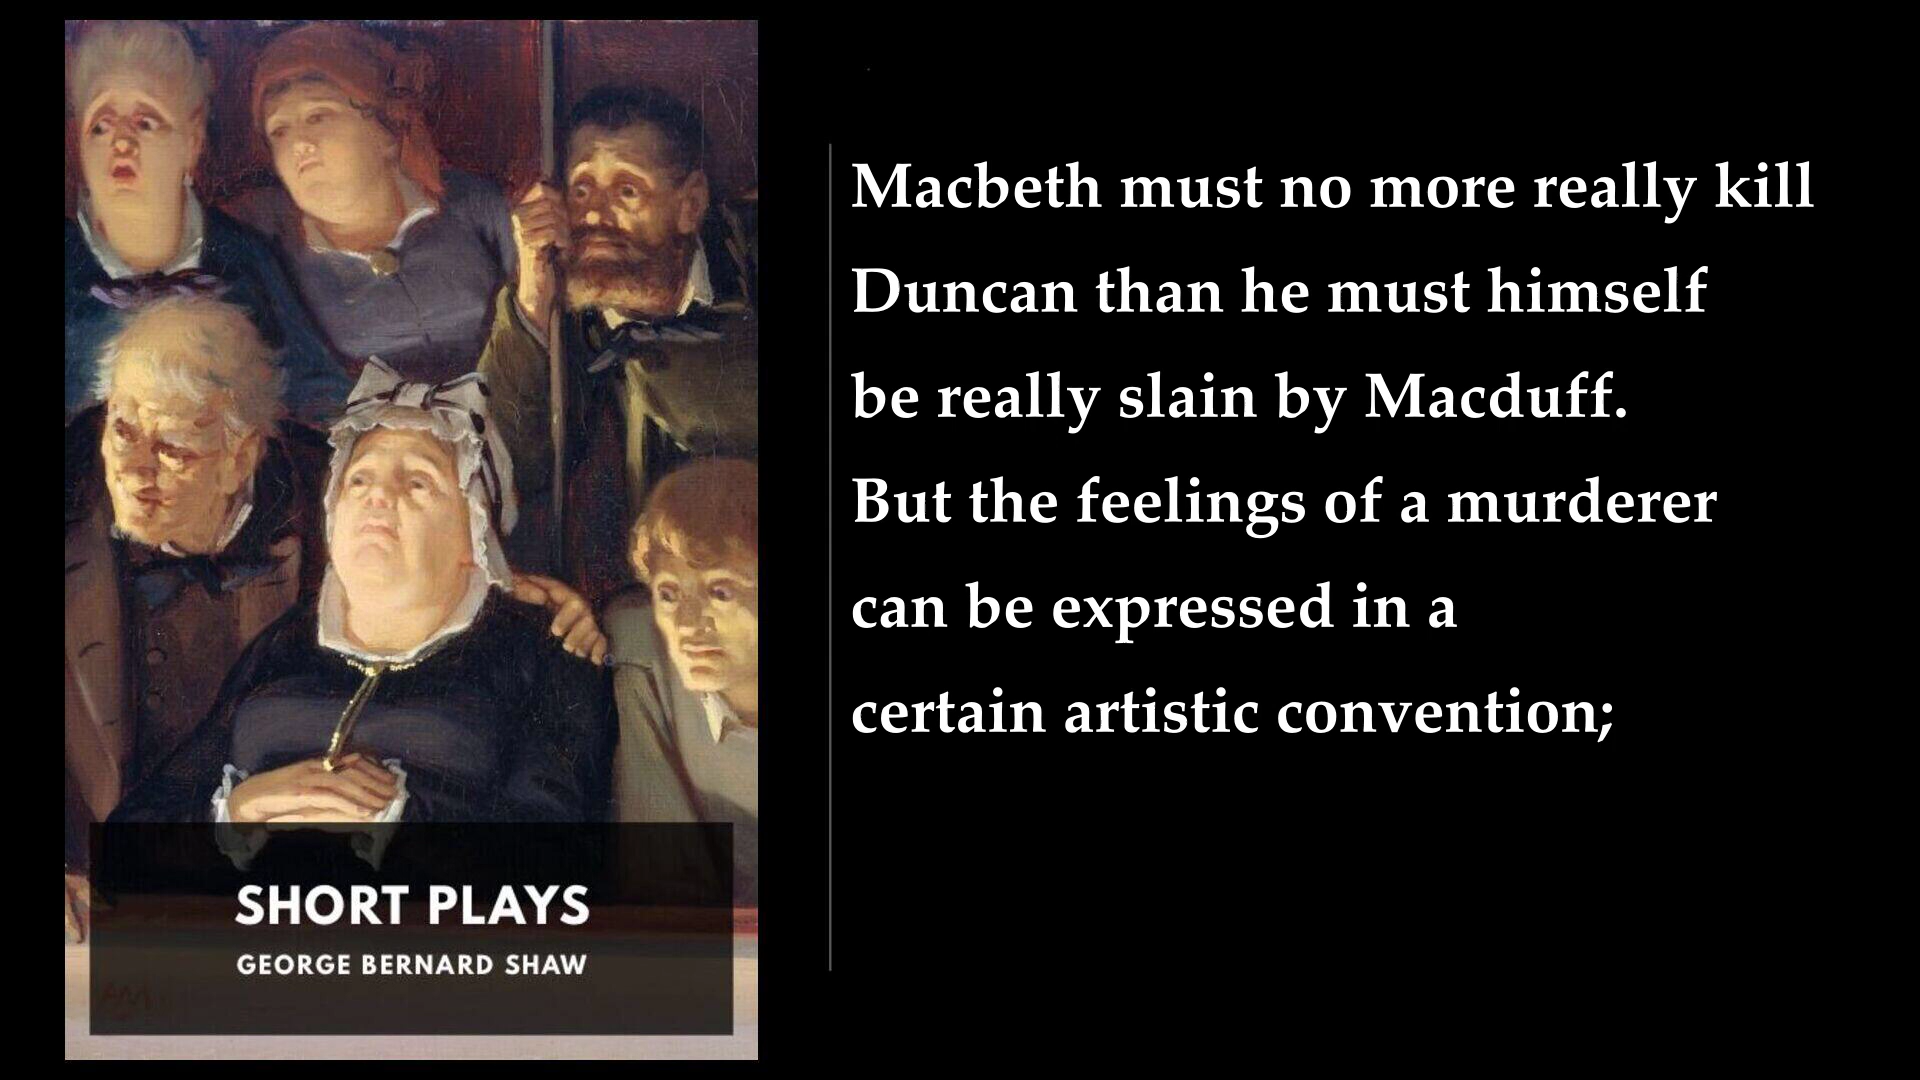 SHORT PLAYS
GEORGE BERNARD SHAW
Macbeth must no more really kill
Duncan than he must himself
be really slain by Macduff.
But the feelings of a murderer
can be expressed in a
certain artistic convention;